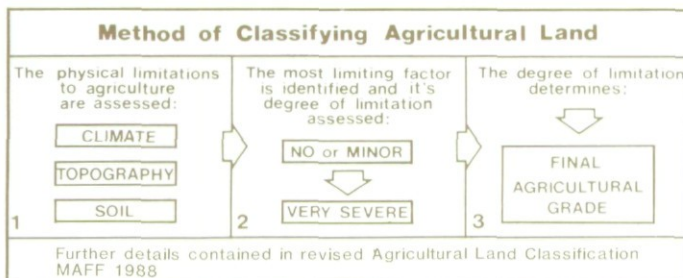 Method of Classifying Agricultural Land
The physical limitations
to agriculture
are assessed:
CLIMATE
TOPOGRAPHY
SOIL
1
The most limiting factor
is identified and it's
degree of limitation
assessed:
NO or MINOR
VERY SEVERE
2
The degree of limitation
determines:
FINAL
AGRICULTURAL
GRADE
3
Further details contained in revised Agricultural Land Classification
MAFF 1988